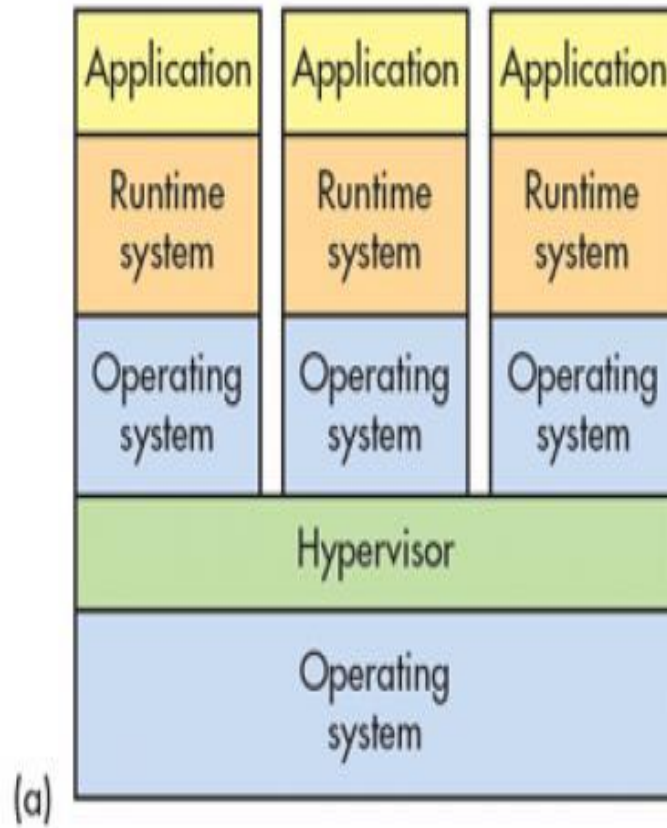 Application Application Application
Runtime Runtime Runtime
system system system
Operating Operating Operating
system system system
Hypervisor
Operating
system
(a)